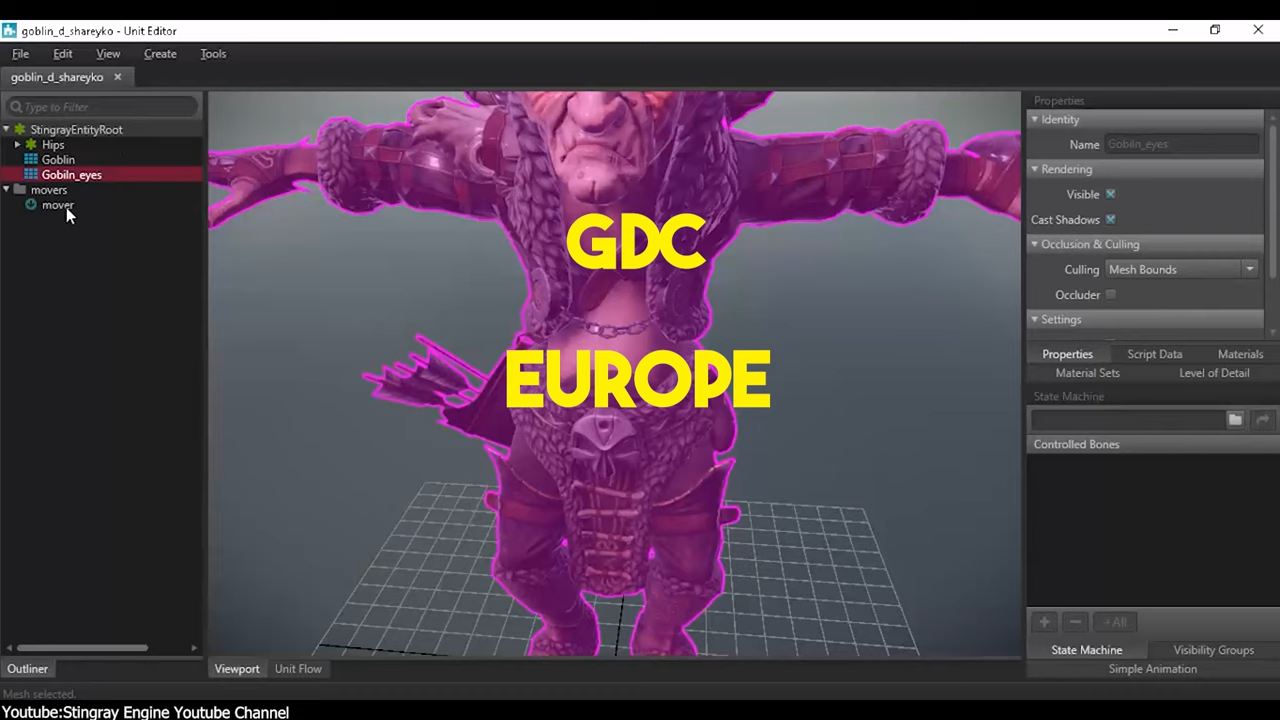 goblin_d_shareyko - Unit Editor
File Edit View Create Tools
goblin_d_shareyko
Type to Filter
StingrayEntityRoot
Hips
Goblin
Gobiln_eyes
movers
mover
Outliner
GDC
EUROPE
Viewport Unit Flow
Properties
Identity
Name Gobiln_eyes
Rendering
Visible
Cast Shadows
Occlusion & Culling
Culling Mesh Bounds
Occluder
Settings
Properties Script Data Materials
Material Sets Level of Detail
State Machine
Controlled Bones
+All
State Machine Visibility Groups
Simple Animation
Mesh selected.
Youtube:Stingray Engine Youtube Channel